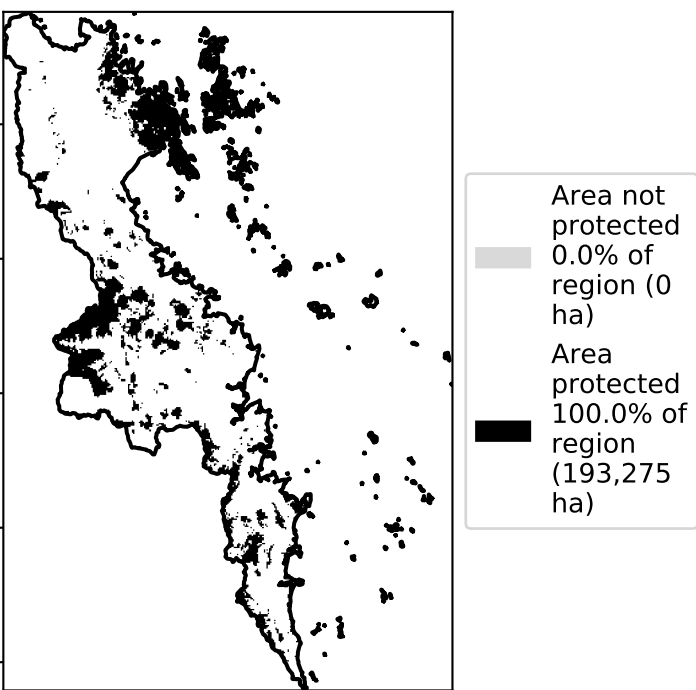 Area not
protected
0.0% of
region (0
ha)
Area
protected
100.0% of
region
(193,275
ha)